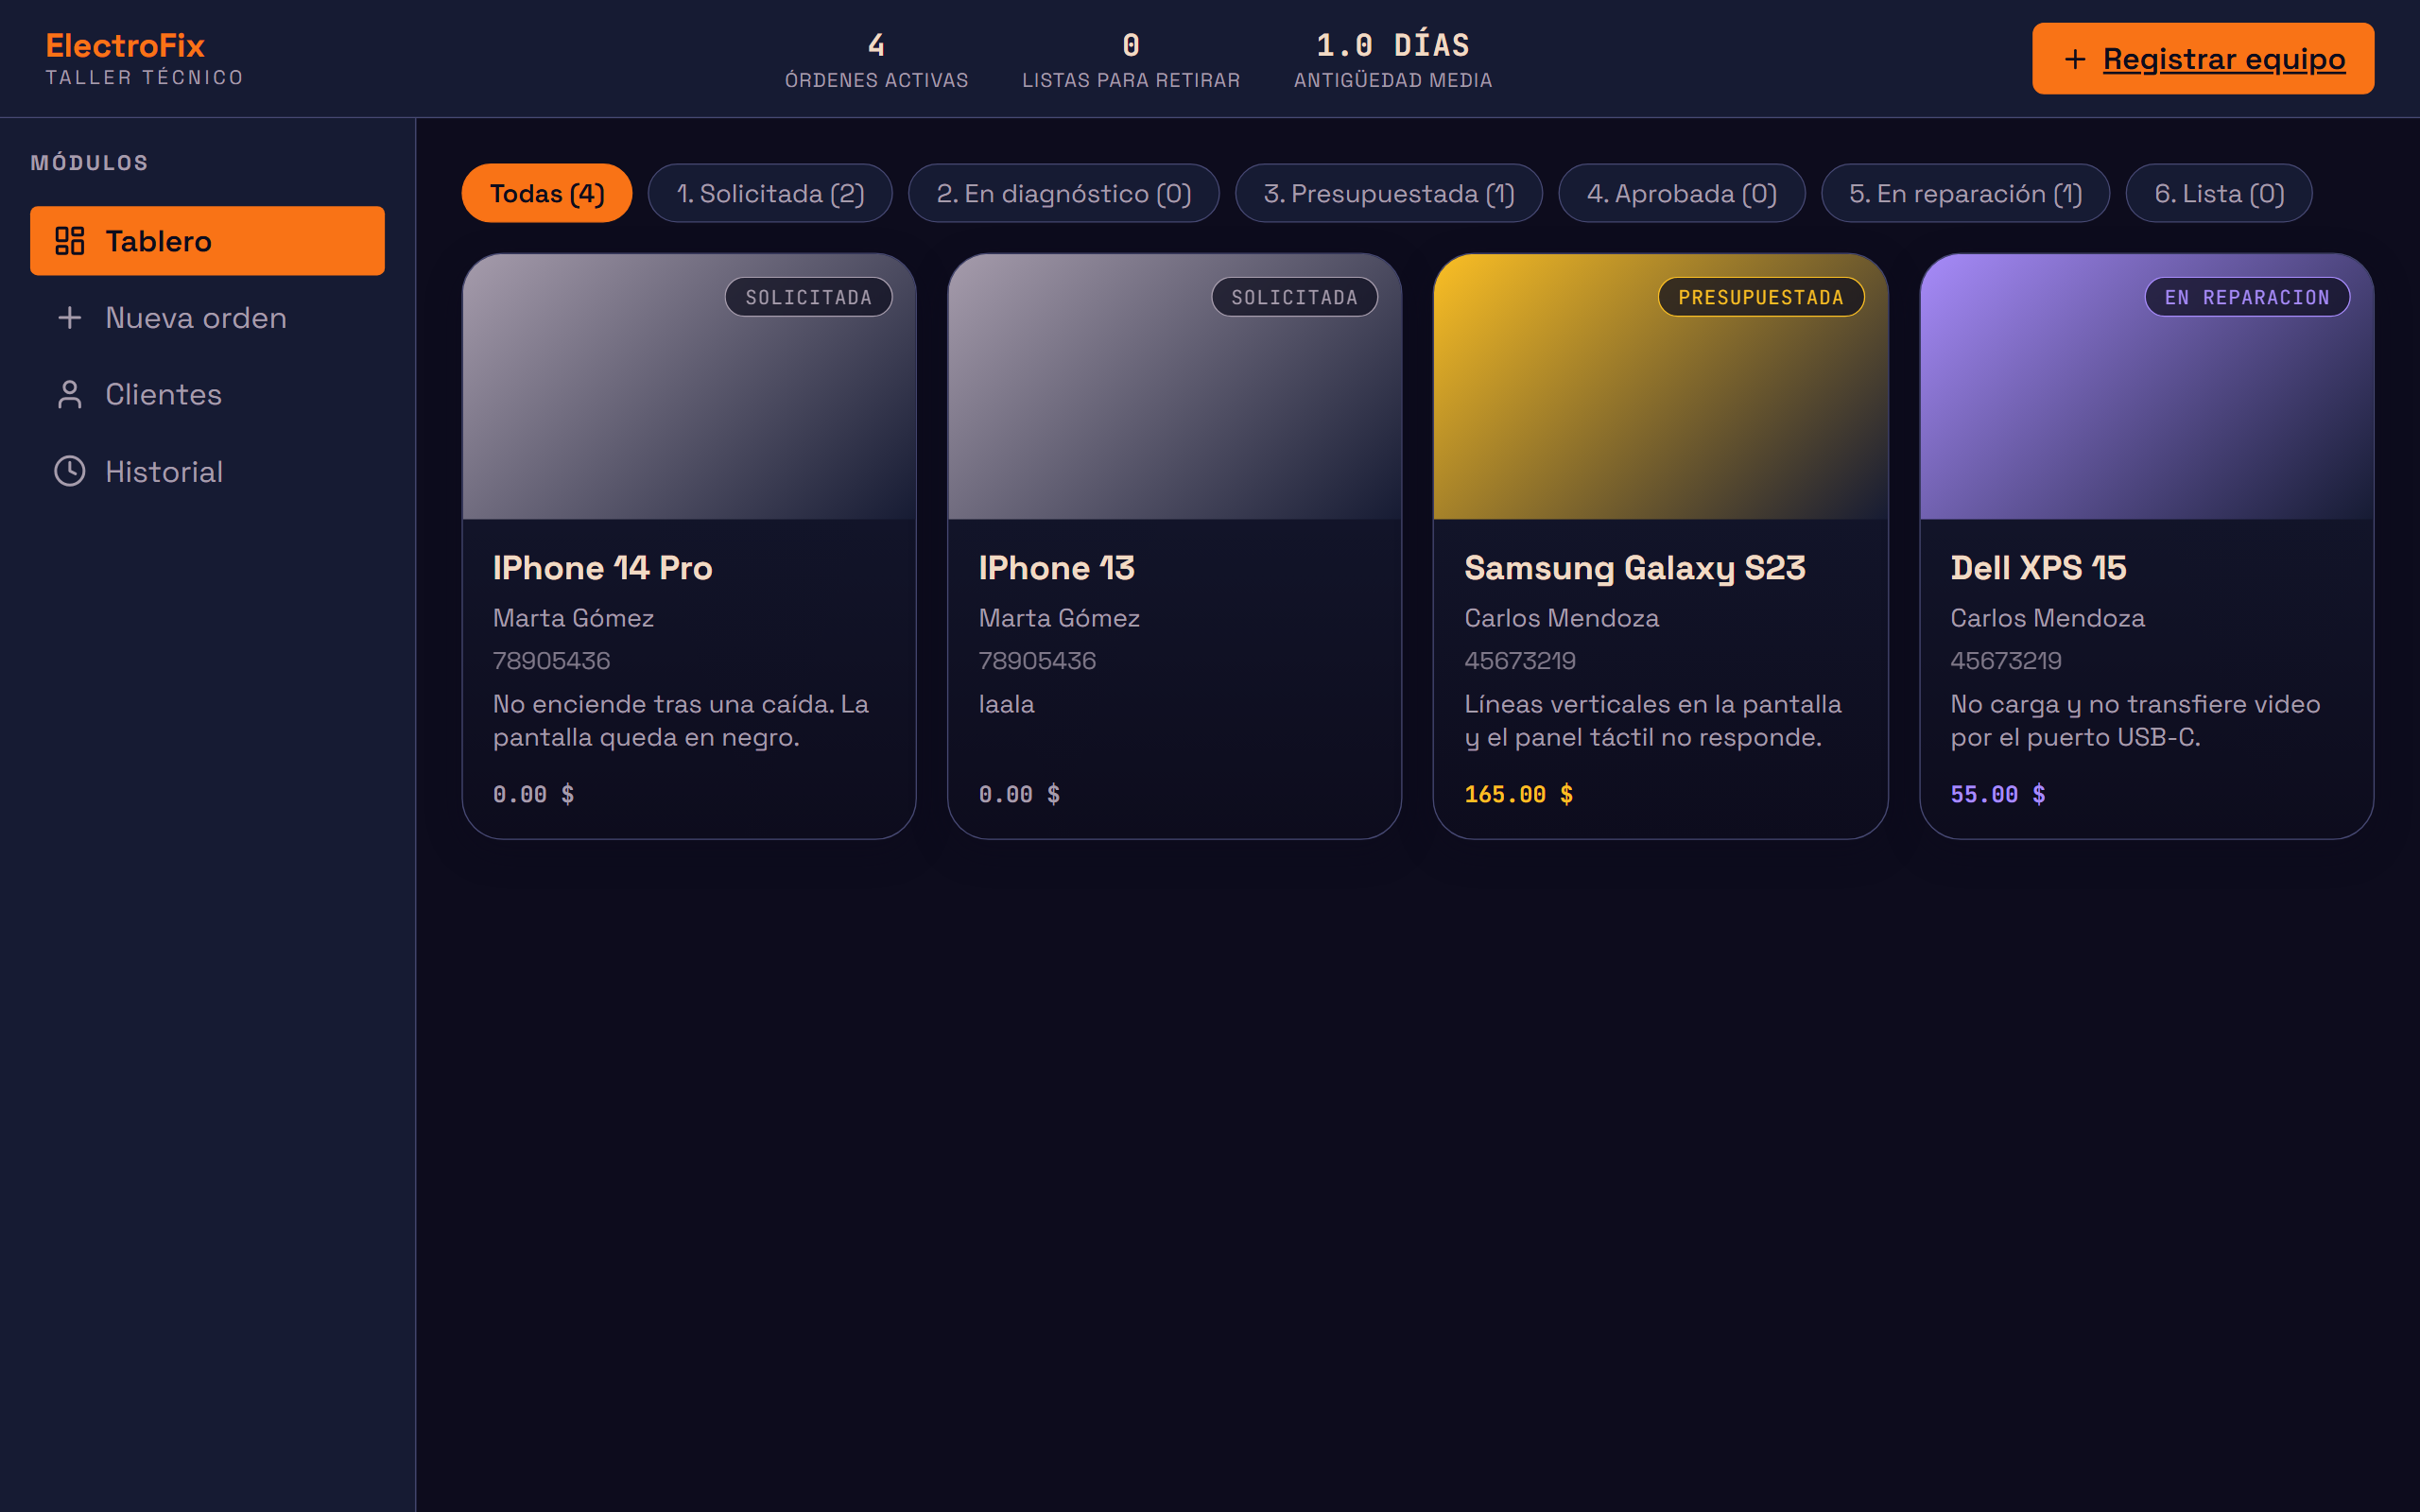 ElectroFix
TALLER TÉCNICO
4
ÓRDENES ACTIVAS
0
LISTAS PARA RETIRAR
1.0 DÍAS
ANTIGÜEDAD MEDIA
Registrar equipo
MÓDULOS
Tablero
Nueva orden
Clientes
Historial
Todas (4)
1. Solicitada (2)
2. En diagnóstico (0)
3. Presupuestada (1)
4. Aprobada (0)
5. En reparación (1)
6. Lista (0)
SOLICITADA
IPhone 14 Pro
Marta Gómez
78905436
No enciende tras una caída. La
pantalla queda en negro.
0.00 $
SOLICITADA
IPhone 13
Marta Gómez
78905436
laala
0.00 $
PRESUPUESTADA
Samsung Galaxy S23
Carlos Mendoza
45673219
Líneas verticales en la pantalla
y el panel táctil no responde.
165.00 $
EN REPARACION
Dell XPS 15
Carlos Mendoza
45673219
No carga y no transfiere video
por el puerto USB-C.
55.00 $